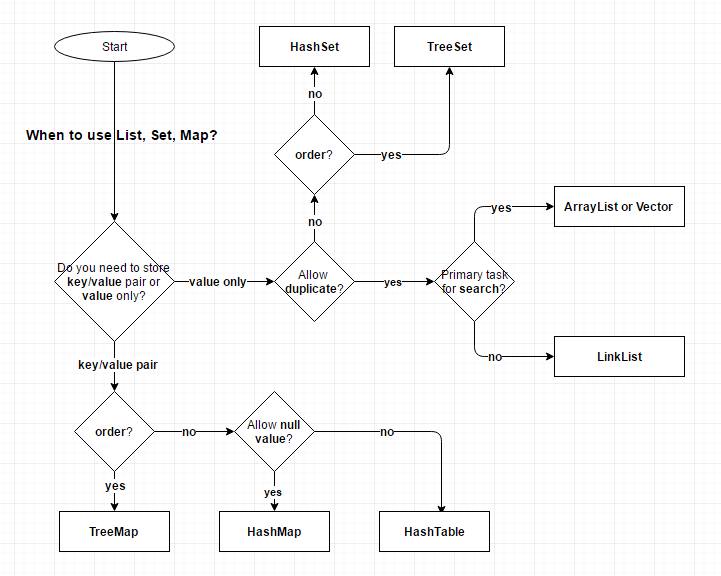 Start
HashSet
TreeSet
no
When to use List, Set, Map?
order?
yes
yes
ArrayList or Vector
no
Do you need to store
key/value pair or
value only?
value only
Allow
duplicate?
yes
Primary task
for search?
no
LinkList
key/value pair
order?
no
Allow null
value?
no
yes
yes
TreeMap
HashMap
HashTable